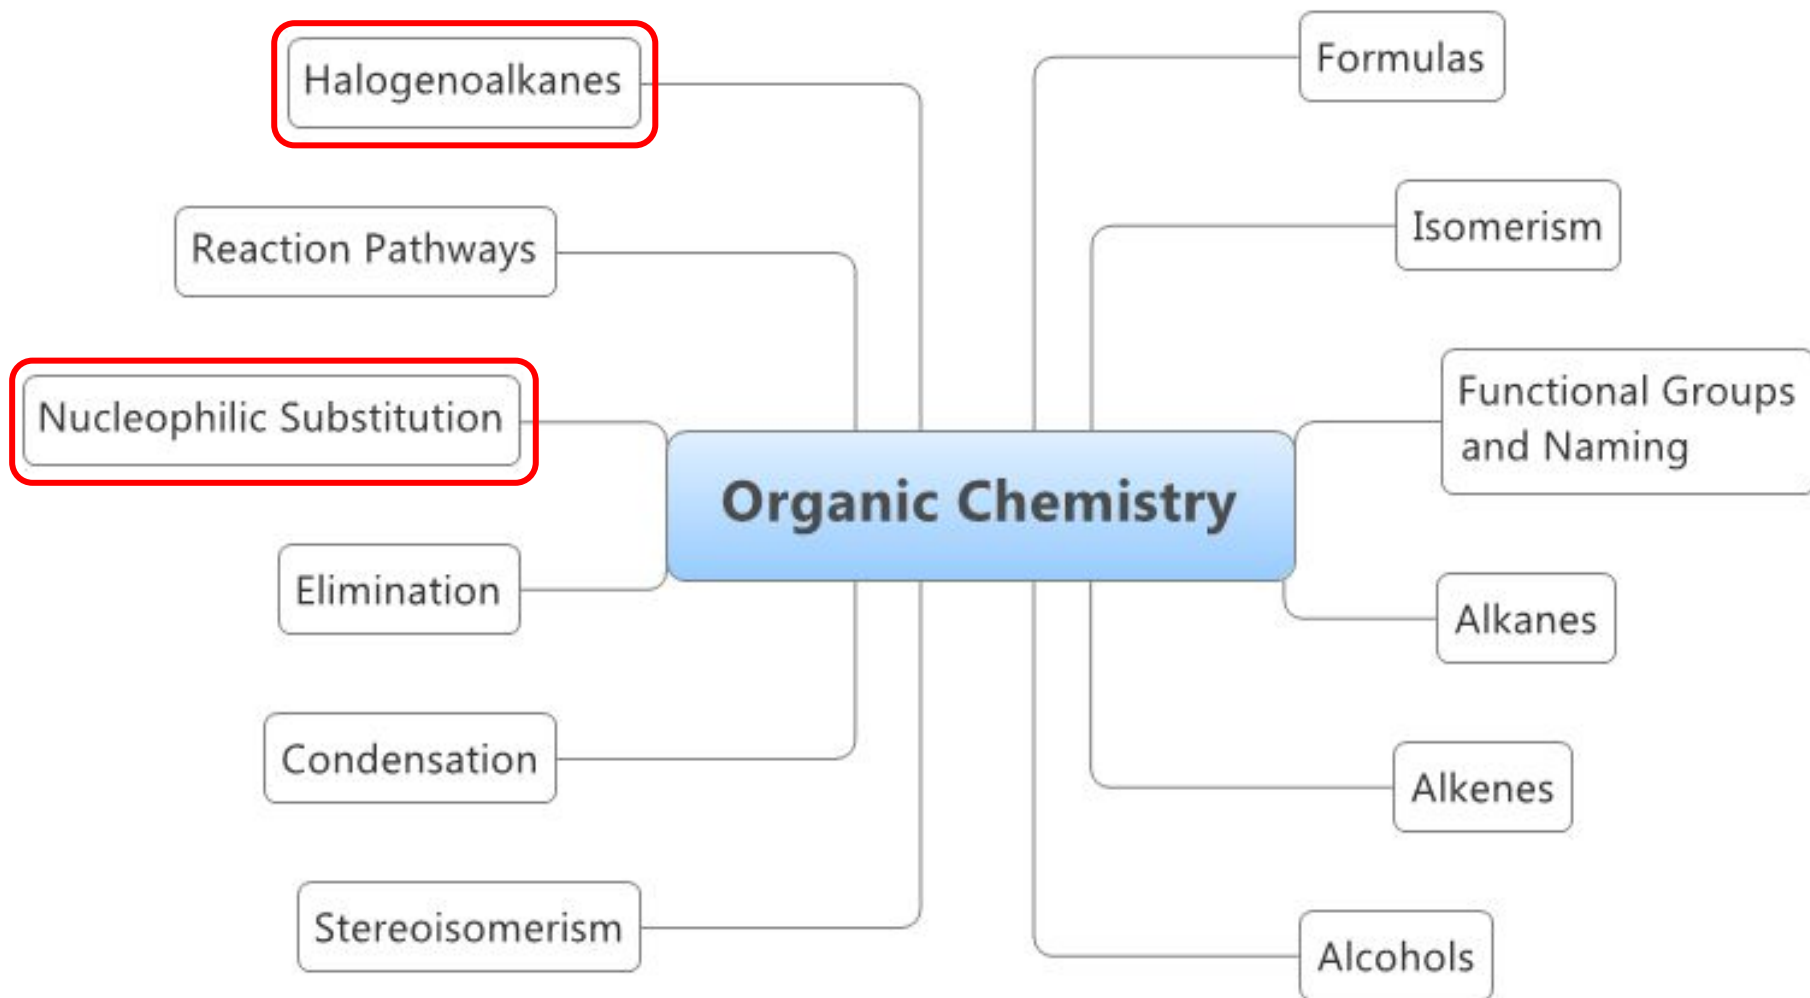 Halogenoalkanes
Reaction Pathways
Nucleophilic Substitution
Elimination
Condensation
Stereoisomerism
Organic Chemistry
Formulas
Isomerism
Functional Groups
and Naming
Alkanes
Alkenes
Alcohols